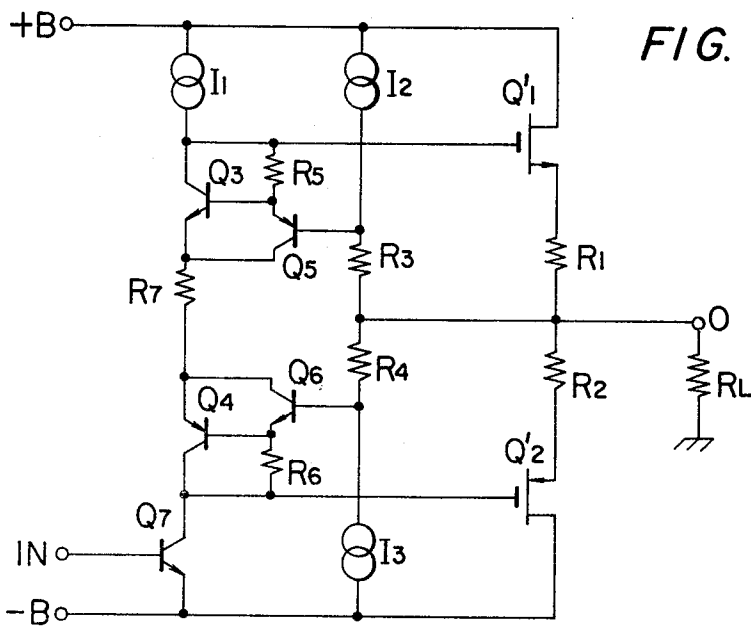 +B
FIG.
I1
I2
Q'1
Q3
R5
R3
R1
Q5
R7
O
Q6
R4
R2
RL
Q4
Q'2
R6
Q7
IN
I3
-B